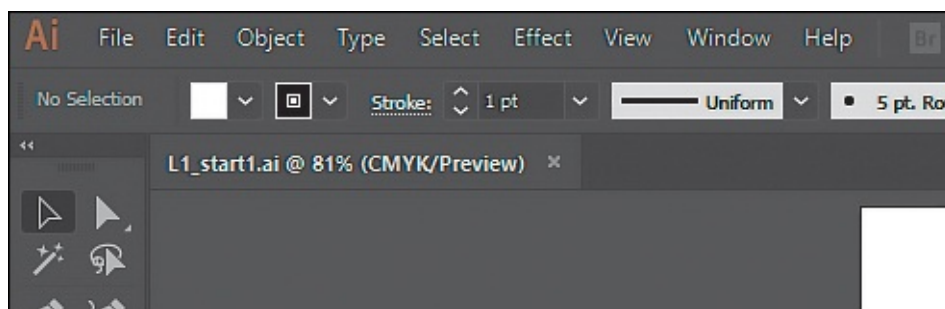 Ai File Edit Object Type Select Effect View Window Help Br
No Selection Stroke: 1 pt Uniform 5 pt. Ro
L1_start1.ai @ 81% (CMYK/Preview) ×